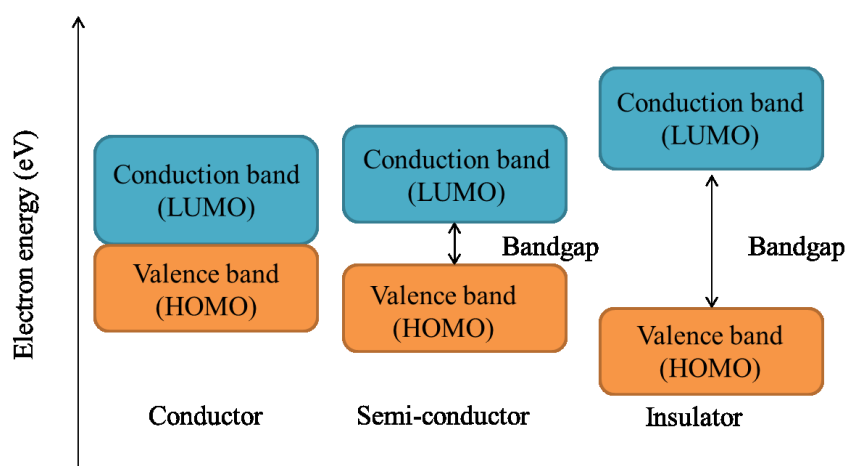 Electron energy (eV)
Conduction band
(LUMO)
Valence band
(HOMO)
Conductor
Conduction band
(LUMO)
Bandgap
Valence band
(HOMO)
Semi-conductor
Conduction band
(LUMO)
Bandgap
Valence band
(HOMO)
Insulator